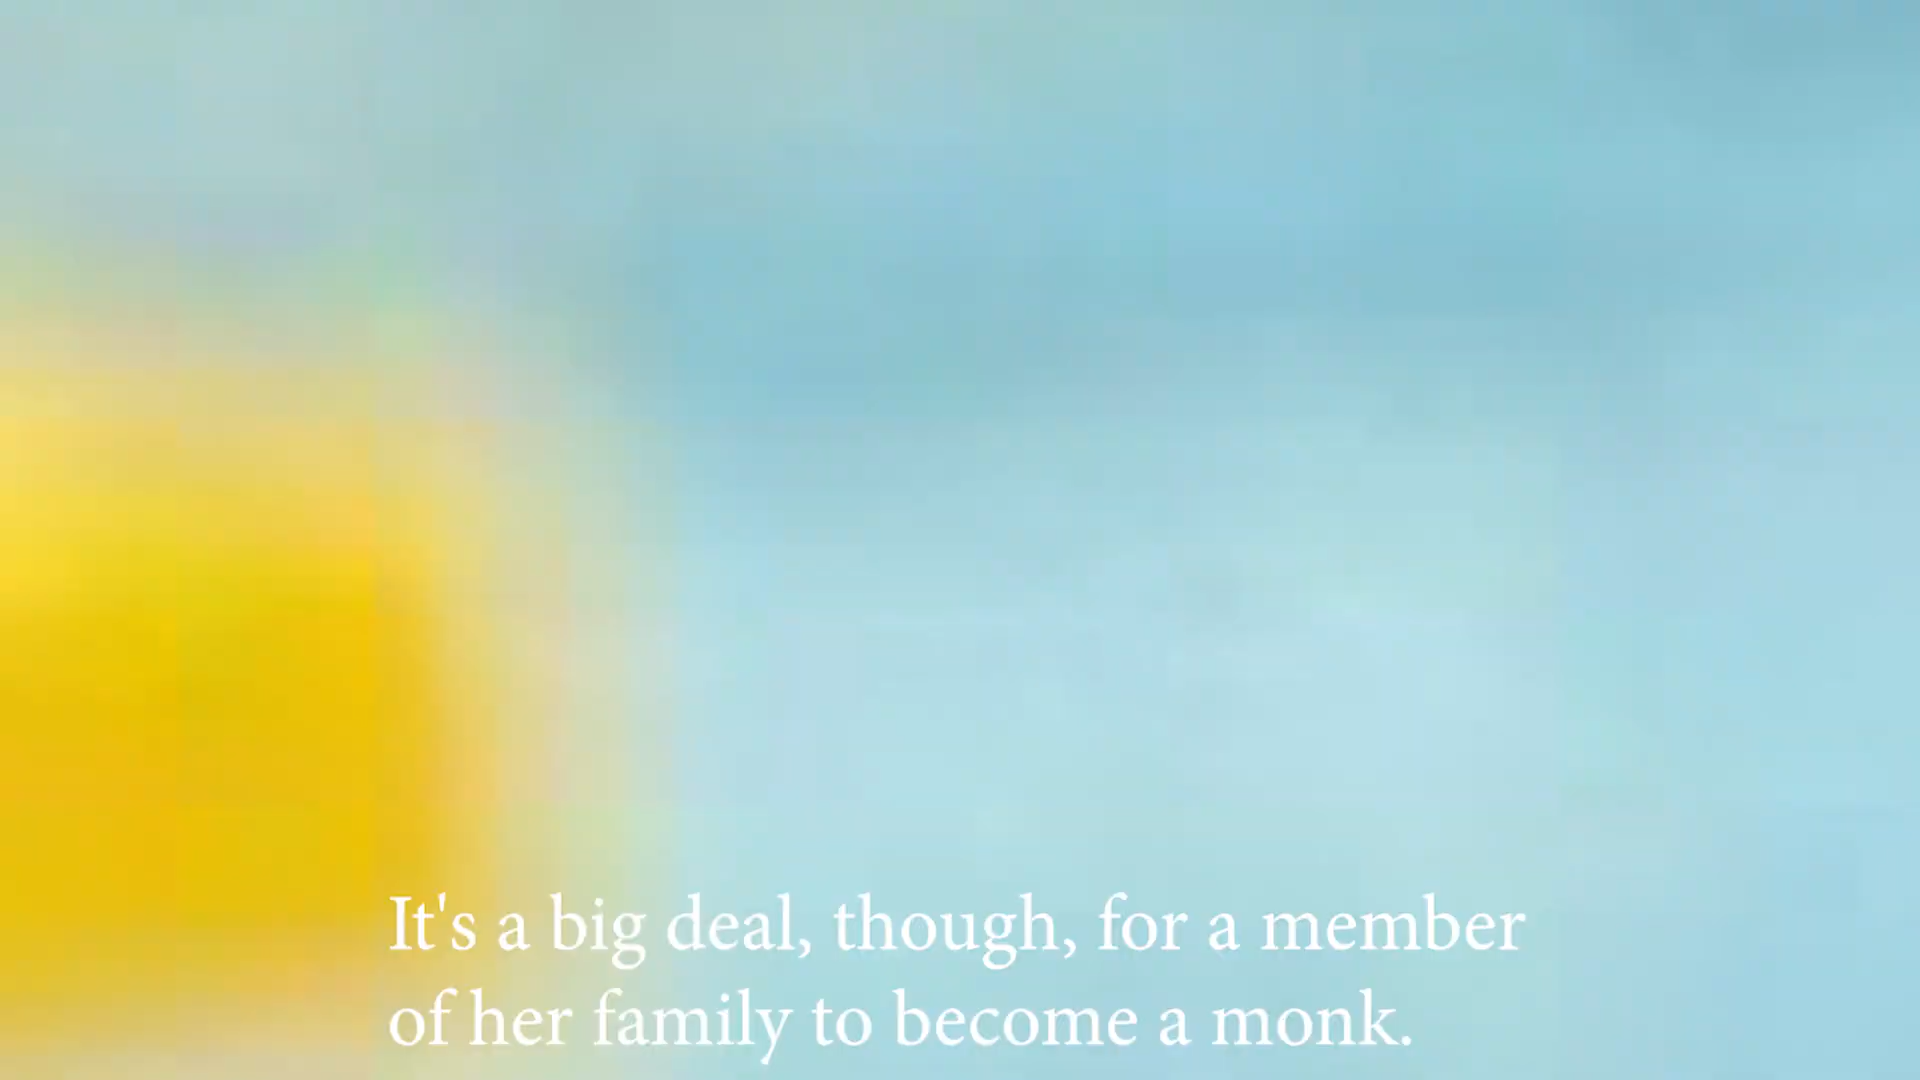 It's a big deal, though, for a member
of her family to become a monk.